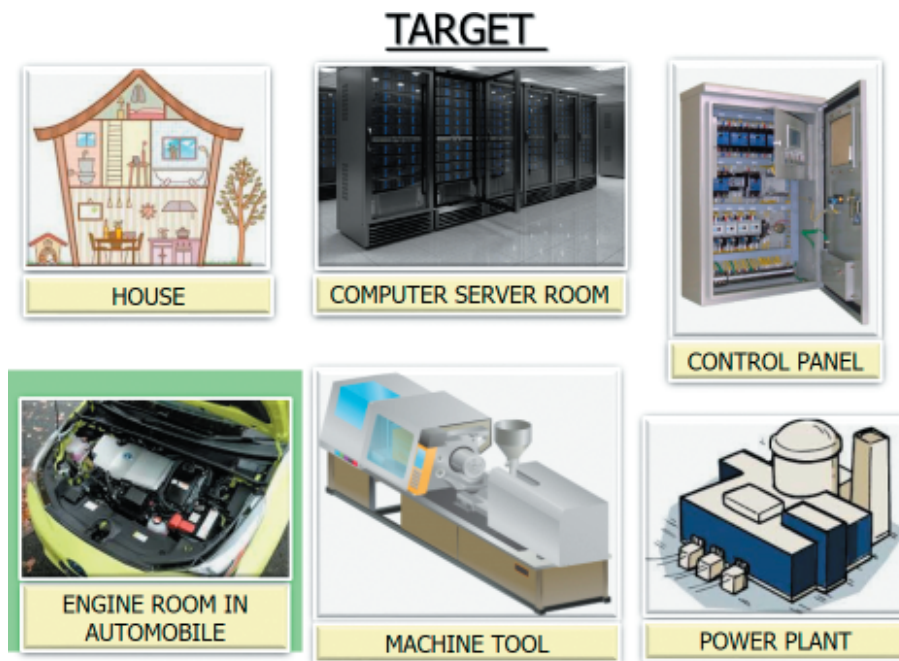 TARGET
HOUSE
COMPUTER SERVER ROOM
CONTROL PANEL
ENGINE ROOM IN
AUTOMOBILE
MACHINE TOOL
POWER PLANT